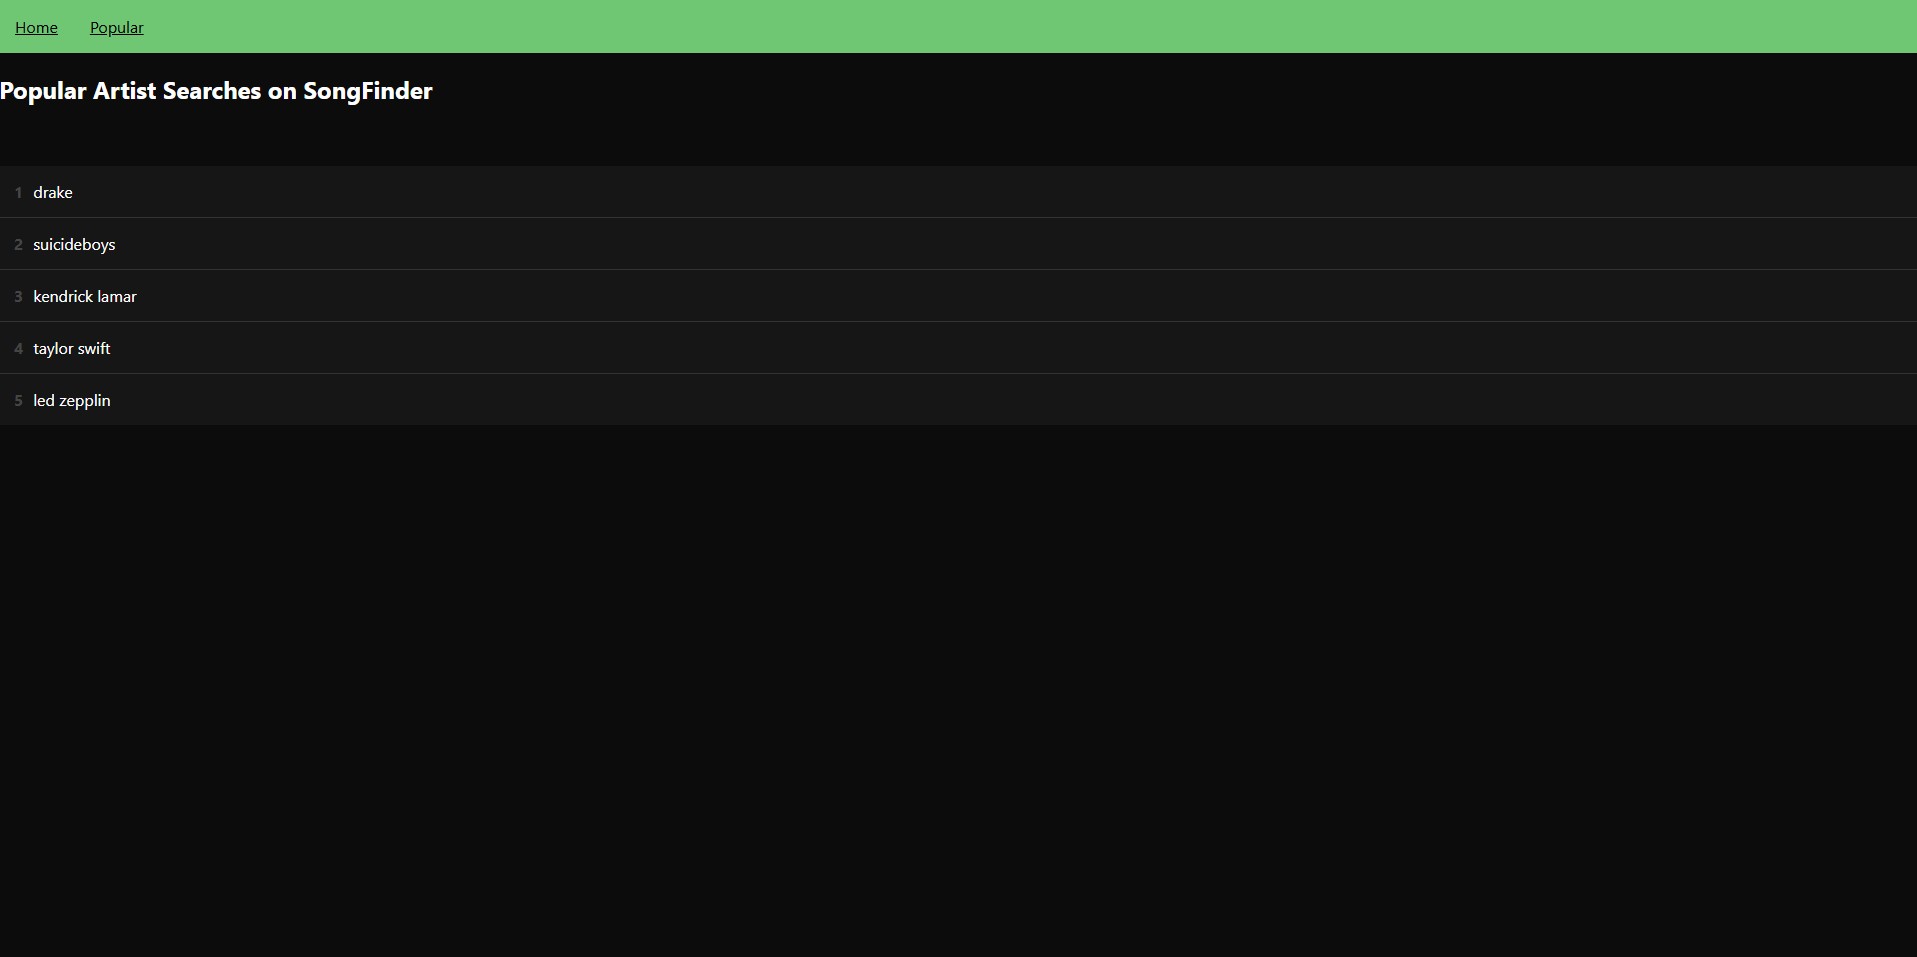 Home Popular
Popular Artist Searches on SongFinder
1 drake
2 suicideboys
3 kendrick lamar
4 taylor swift
5 led zepplin